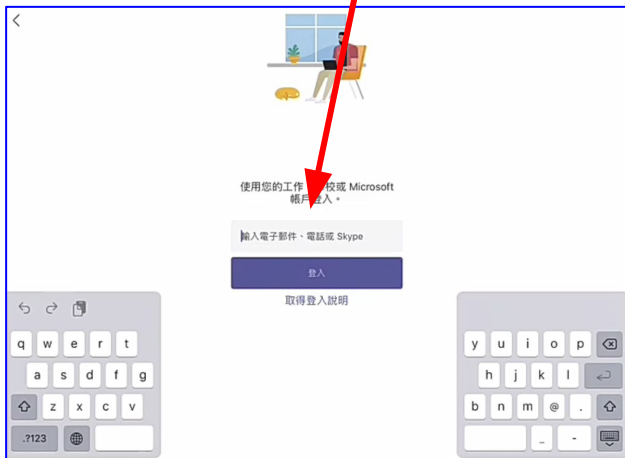 使用您的工作 校或 Microsoft
帳戶登入。
輸入電子郵件、電話或 Skype
登入
取得登入說明
q w e r t y u i o p
a s d f g h j k l
z x c v b n m @ .
.?123 _ -